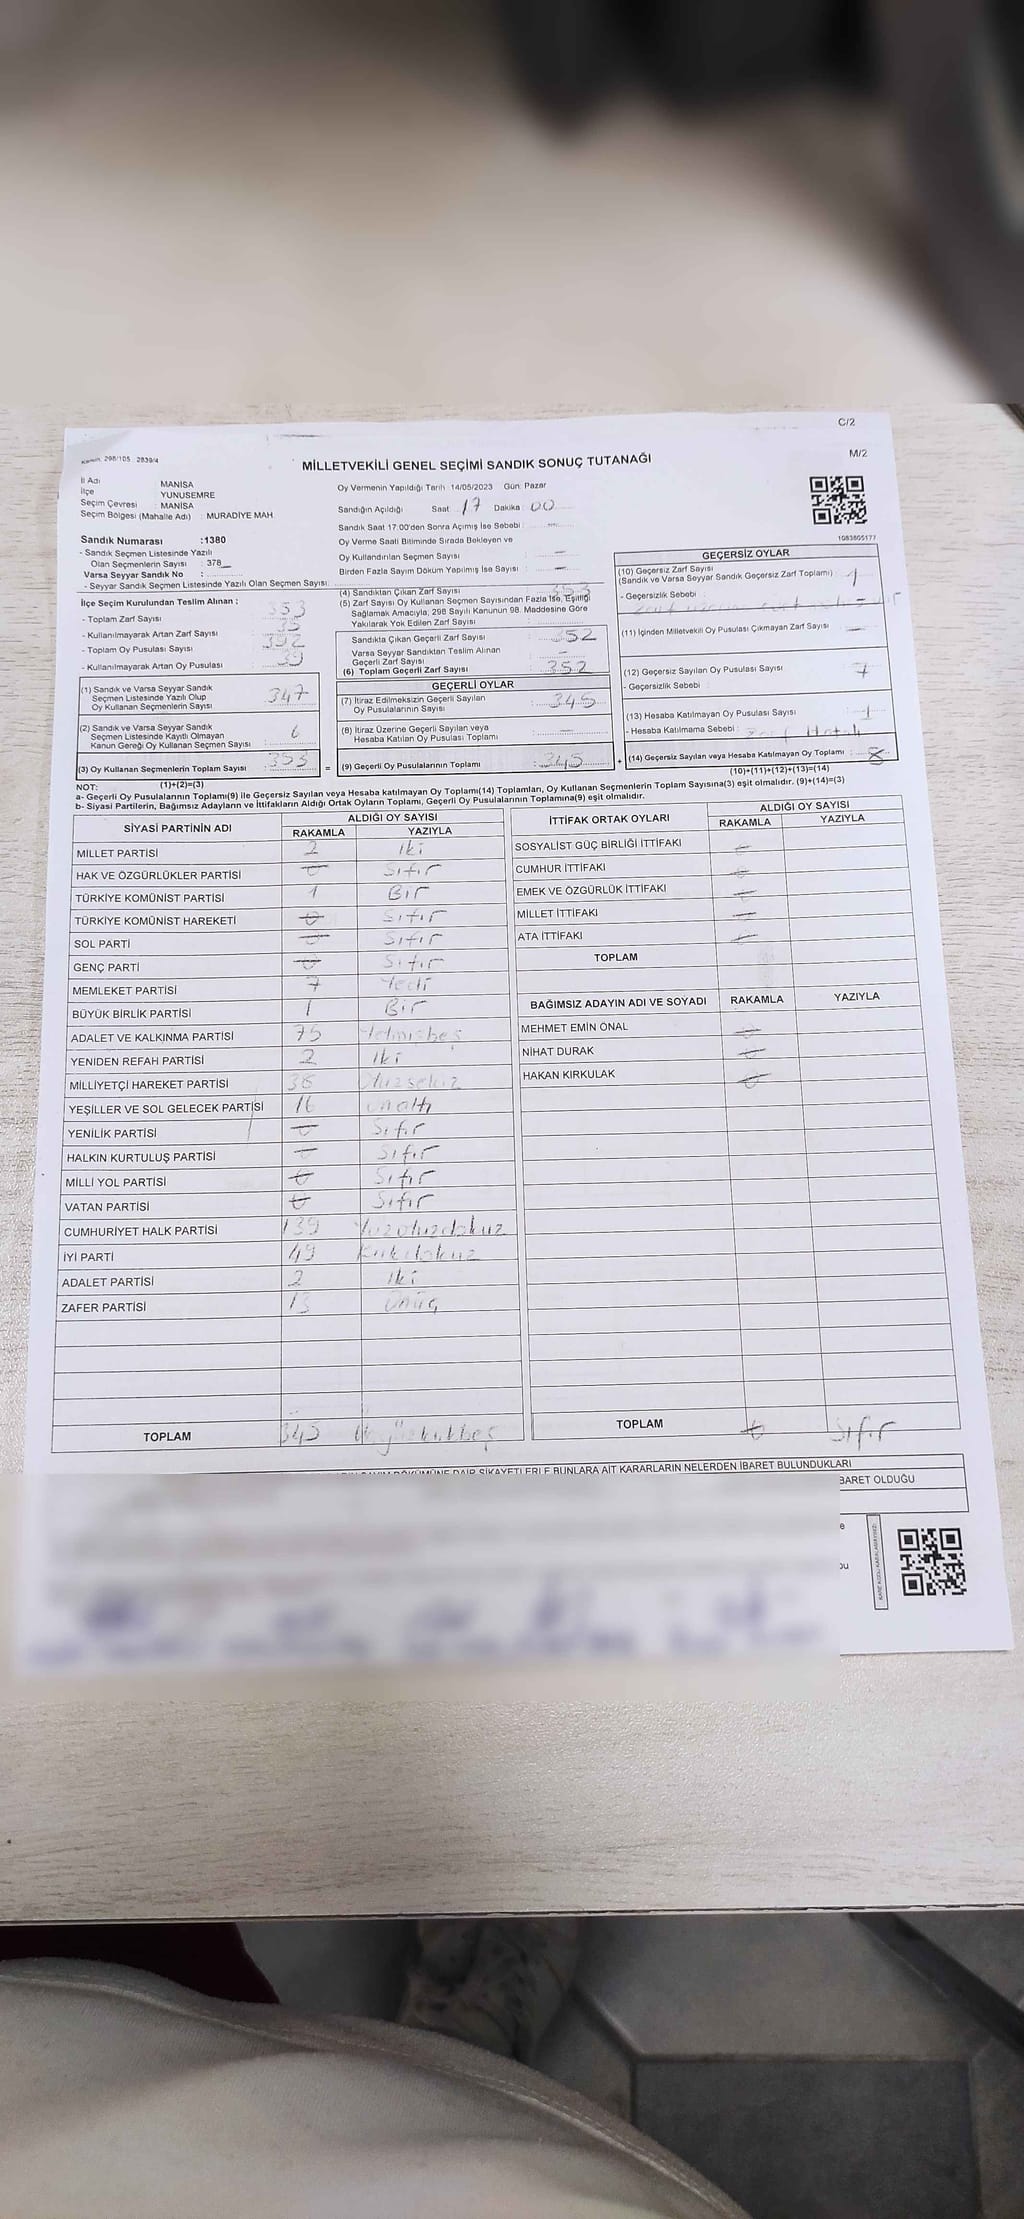 C/2
Kanun. 298/105 2839/4
MİLLETVEKİLİ GENEL SEÇİMİ SANDIK SONUÇ TUTANAĞI
M/2
İl Adı MANİSA
İlçe YUNUSEMRE
Seçim Çevresi : MANİSA
Seçim Bölgesi (Mahalle Adı) : MURADİYE MAH.
Oy Vermenin Yapıldığı Tarih 14/05/2023 Gün: Pazar
Sandığın Açıldığı Saat 17 Dakika 00
Sandık Saat 17:00'den Sonra Açımış İse Sebebi :
Oy Verme Saati Bitiminde Sırada Bekleyen ve
Oy Kullandırılan Seçmen Sayısı : —
Birden Fazla Sayım Döküm Yapılmış İse Sayısı : —
1083805177
Sandık Numarası :1380
- Sandık Seçmen Listesinde Yazılı
Olan Seçmenlerin Sayısı : 378
Varsa Seyyar Sandık No :
- Seyyar Sandık Seçmen Listesinde Yazılı Olan Seçmen Sayısı:
İlçe Seçim Kurulundan Teslim Alınan :
- Toplam Zarf Sayısı
- Kullanılmayarak Artan Zarf Sayısı
- Toplam Oy Pusulası Sayısı
- Kullanılmayarak Artan Oy Pusulası
(1) Sandık ve Varsa Seyyar Sandık
Seçmen Listesinde Yazılı Olup
Oy Kullanan Seçmenlerin Sayısı 347
(2) Sandık ve Varsa Seyyar Sandık
Seçmen Listesinde Kayıtlı Olmayan
Kanun Gereği Oy Kullanan Seçmen Sayısı : 6
(3) Oy Kullanan Seçmenlerin Toplam Sayısı : 353
(1)+(2)=(3)
(4) Sandıktan Çıkan Zarf Sayısı 353
(5) Zarf Sayısı Oy Kullanan Seçmen Sayısından Fazla İse, Eşitliği
Sağlamak Amacıyla, 298 Sayılı Kanunun 98. Maddesine Göre
Yakılarak Yok Edilen Zarf Sayısı
Sandıkta Çıkan Geçerli Zarf Sayısı : 352
Varsa Seyyar Sandıktan Teslim Alınan
Geçerli Zarf Sayısı : —
(6) Toplam Geçerli Zarf Sayısı : 352
GEÇERLİ OYLAR
(7) İtiraz Edilmeksizin Geçerli Sayılan
Oy Pusulalarının Sayısı : 345
(8) İtiraz Üzerine Geçerli Sayılan veya
Hesaba Katılan Oy Pusulası Toplamı : —
= (9) Geçerli Oy Pusulalarının Toplamı : 345 +
GEÇERSİZ OYLAR
(10) Geçersiz Zarf Sayısı
(Sandık ve Varsa Seyyar Sandık Geçersiz Zarf Toplamı) : 1
- Geçersiz Sebebi :
(11) İçinden Milletvekili Oy Pusulası Çıkmayan Zarf Sayısı : —
(12) Geçersiz Sayılan Oy Pusulası Sayısı : 7
- Geçersizlik Sebebi :
(13) Hesaba Katılmayan Oy Pusulası Sayısı : 1
- Hesaba Katılmama Sebebi :
(14) Geçersiz Sayılan veya Hesaba Katılmayan Oy Toplamı : 8
(10)+(11)+(12)+(13)=(14)
NOT:
a- Geçerli Oy Pusulalarının Toplamı(9) ile Geçersiz Sayılan veya Hesaba katılmayan Oy Toplamı(14) Toplamları, Oy Kullanan Seçmenlerin Toplam Sayısına(3) eşit olmalıdır. (9)+(14)=(3)
b- Siyasi Partilerin, Bağımsız Adayların ve İttifakların Aldığı Ortak Oyların Toplamı, Geçerli Oy Pusulalarının Toplamına(9) eşit olmalıdır.
SİYASİ PARTİNİN ADI ALDIĞI OY SAYISI
RAKAMLA YAZIYLA
MİLLET PARTİSİ 2 İki
HAK VE ÖZGÜRLÜKLER PARTİSİ 0 Sıfır
TÜRKİYE KOMÜNİST PARTİSİ 1 Bir
TÜRKİYE KOMÜNİST HAREKETİ 0 Sıfır
SOL PARTİ 0 Sıfır
GENÇ PARTİ 0 Sıfır
MEMLEKET PARTİSİ 7 Yedi
BÜYÜK BİRLİK PARTİSİ 1 Bir
ADALET VE KALKINMA PARTİSİ 75 Yetmişbeş
YENİDEN REFAH PARTİSİ 2 İki
MİLLİYETÇİ HAREKET PARTİSİ 38 Otuzsekiz
YEŞİLLER VE SOL GELECEK PARTİSİ 16 onaltı
YENİLİK PARTİSİ 0 Sıfır
HALKIN KURTULUŞ PARTİSİ 0 Sıfır
MİLLİ YOL PARTİSİ 0 Sıfır
VATAN PARTİSİ 0 Sıfır
CUMHURİYET HALK PARTİSİ 139 Yüzotuzdokuz
İYİ PARTİ 49 Kırkdokuz
ADALET PARTİSİ 2 İki
ZAFER PARTİSİ 13 Onüç
TOPLAM 345 Üçyüzkırkbeş
İTTİFAK ORTAK OYLARI ALDIĞI OY SAYISI
RAKAMLA YAZIYLA
SOSYALİST GÜÇ BİRLİĞİ İTTİFAKI 0
CUMHUR İTTİFAKI 0
EMEK VE ÖZGÜRLÜK İTTİFAKI 0
MİLLET İTTİFAKI 0
ATA İTTİFAKI 0
TOPLAM
BAĞIMSIZ ADAYIN ADI VE SOYADI RAKAMLA YAZIYLA
MEHMET EMİN ÖNAL 0
NİHAT DURAK 0
HAKAN KIRKULAK 0
TOPLAM 0 Sıfır
DÖKÜMÜNE DAİR ŞİKAYETLERLE BUNLARA AİT KARARLARIN NELERDEN İBARET BULUNDUKLARI
BARET OLDUĞU